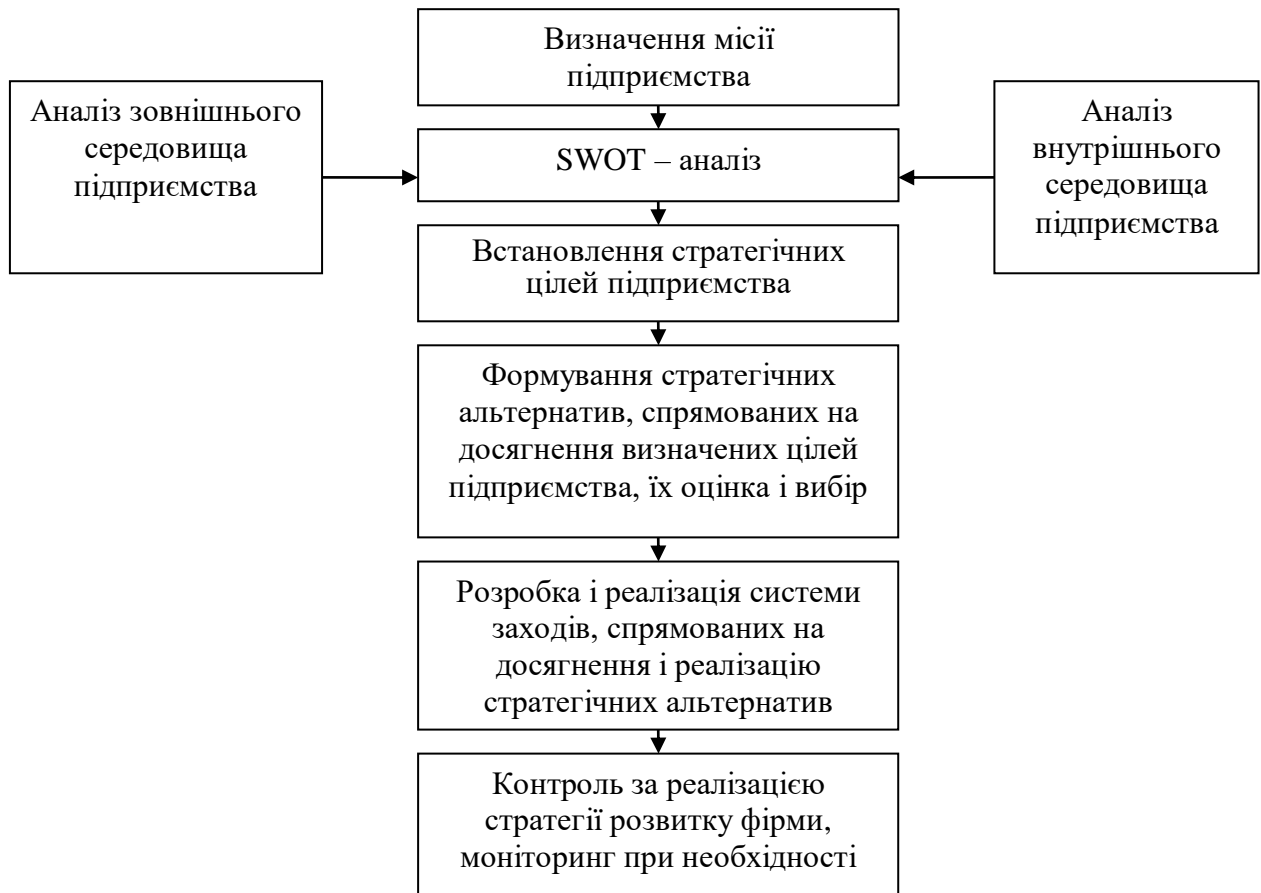 Визначення місії
підприємства
Аналіз зовнішнього
середовища
підприємства
SWOT – аналіз
Аналіз
внутрішнього
середовища
підприємства
Встановлення стратегічних
цілей підприємства
Формування стратегічних
альтернатив, спрямованих на
досягнення визначених цілей
підприємства, їх оцінка і вибір
Розробка і реалізація системи
заходів, спрямованих на
досягнення і реалізацію
стратегічних альтернатив
Контроль за реалізацією
стратегії розвитку фірми,
моніторинг при необхідності